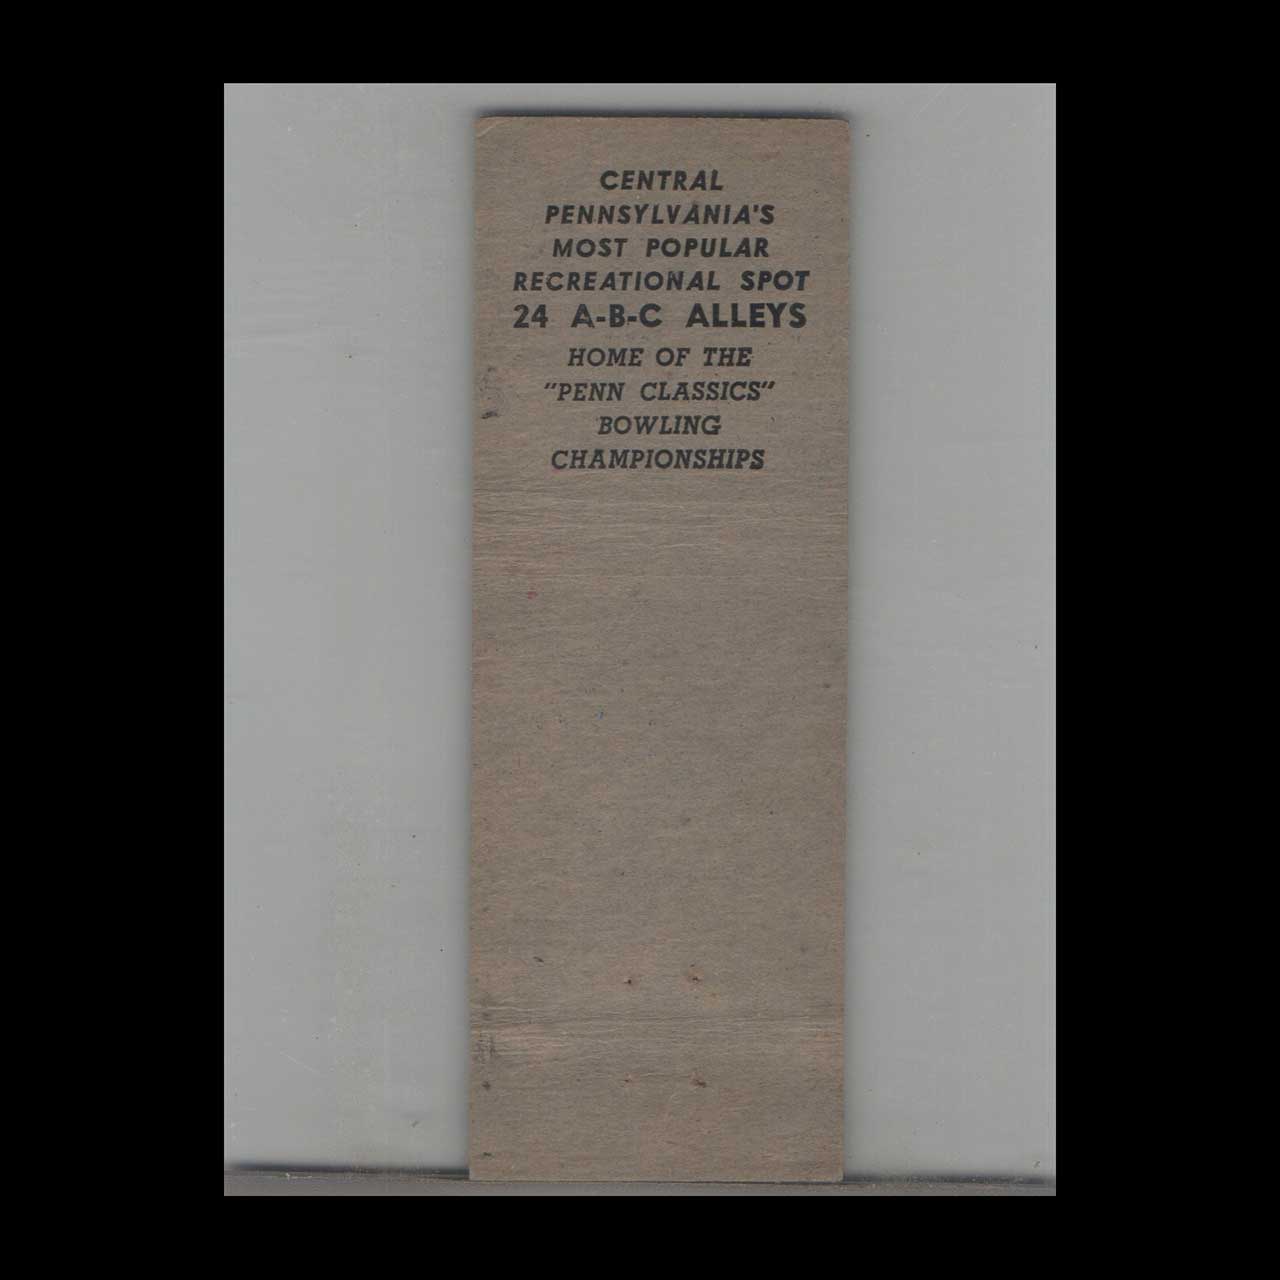 CENTRAL
PENNSYLVANIA'S
MOST POPULAR
RECREATIONAL SPOT
24 A-B-C ALLEYS
HOME OF THE
"PENN CLASSICS"
BOWLING
CHAMPIONSHIPS